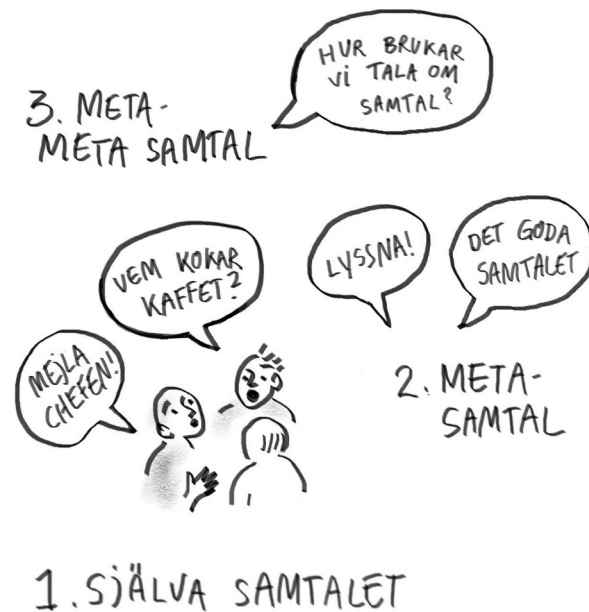 HUR BRUKAR
Vi TALA OM
SAMTAL?
3. META-
META SAMTAL
VEM KOKAR
KAFFET?
LYSSNA!
DET GODA
SAMTALET
MEJLA
CHEFEN!
2. META-
SAMTAL
1. SJÄLVA SAMTALET